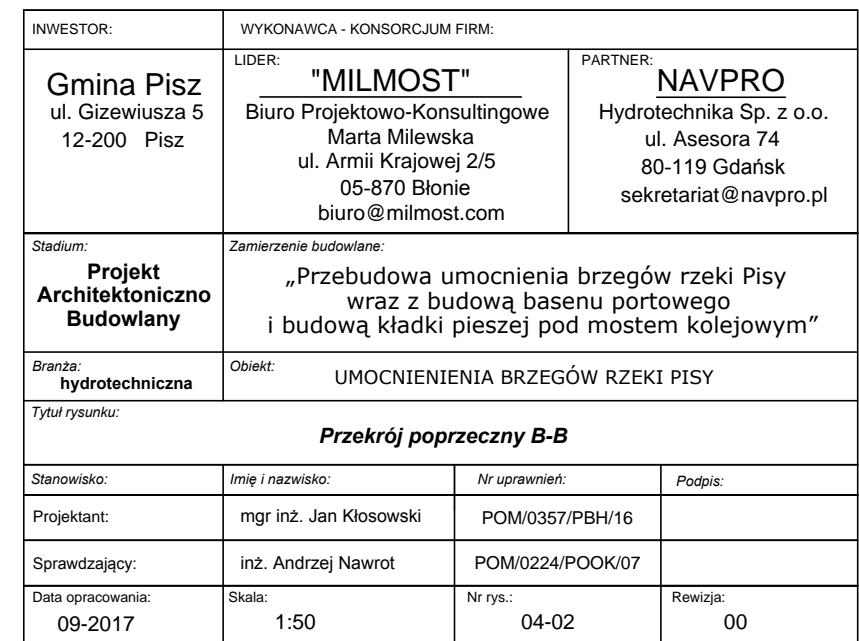 INWESTOR:
WYKONAWCA - KONSORCJUM FIRM:
Gmina Pisz
ul. Gizewiusza 5
12-200 Pisz
LIDER:
"MILMOST"
Biuro Projektowo-Konsultingowe
Marta Milewska
ul. Armii Krajowej 2/5
05-870 Błonie
biuro@milmost.com
PARTNER:
NAVPRO
Hydrotechnika Sp. z o.o.
ul. Asesora 74
80-119 Gdańsk
sekretariat@navpro.pl
Stadium:
Projekt
Architektoniczno
Budowlany
Zamierzenie budowlane:
„Przebudowa umocnienia brzegów rzeki Pisy
wraz z budową basenu portowego
i budową kładki pieszej pod mostem kolejowym”
Branża:
hydrotechniczna
Obiekt:
UMOCNIENIENIA BRZEGÓW RZEKI PISY
Tytuł rysunku:
Przekrój poprzeczny B-B
Stanowisko:
Imię i nazwisko:
Nr uprawnień:
Podpis:
Projektant:
mgr inż. Jan Kłosowski
POM/0357/PBH/16
Sprawdzający:
inż. Andrzej Nawrot
POM/0224/POOK/07
Data opracowania:
09-2017
Skala:
1:50
Nr rys.:
04-02
Rewizja:
00